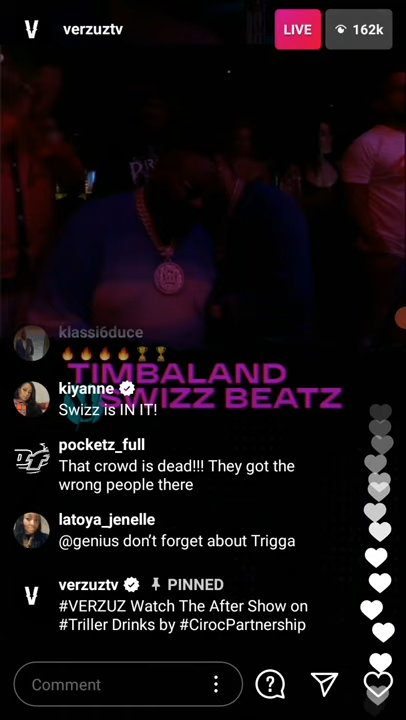 verzuztv
LIVE
162k
klassi6duce
TIMBALAND
SWIZZ BEATZ
kiyanne
Swizz is IN IT!
pocketz_full
That crowd is dead!!! They got the
wrong people there
latoya_jenelle
@genius don't forget about Trigga
verzuztv PINNED
#VERZUZ Watch The After Show on
#Triller Drinks by #CirocPartnership
Comment